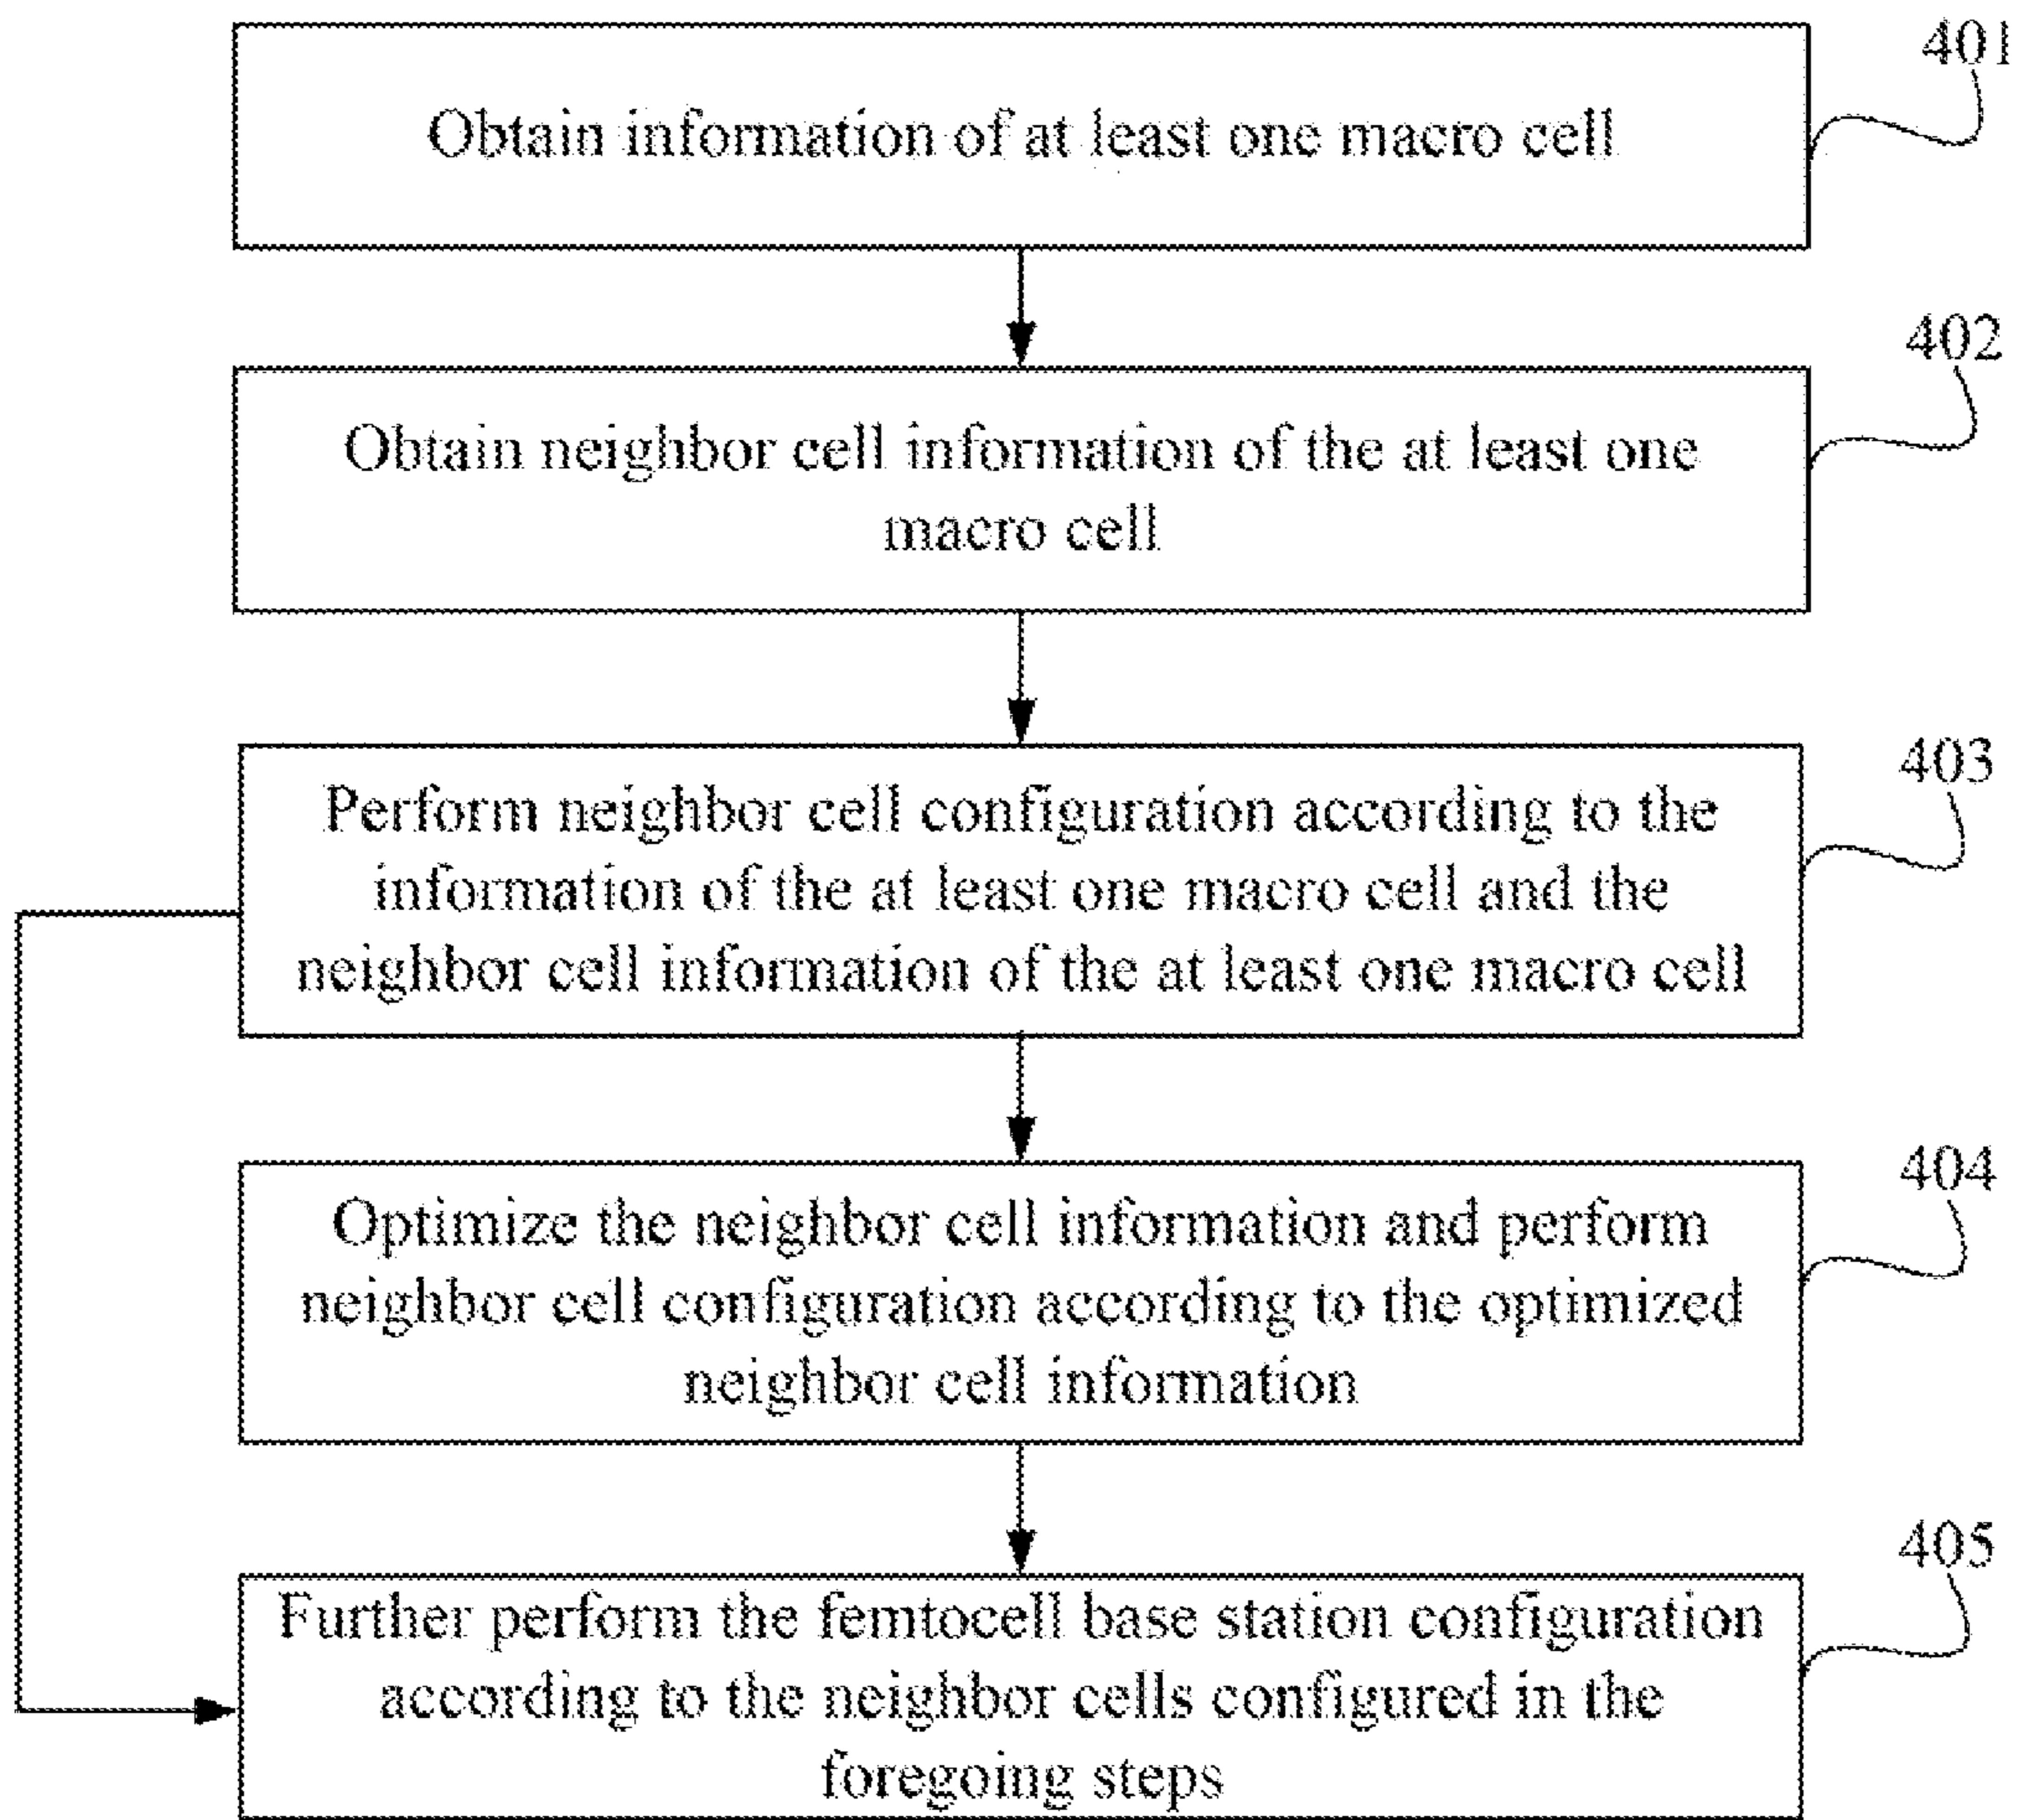 401
Obtain information of at least one macro cell
402
Obtain neighbor cell information of the at least one
macro cell
403
Perform neighbor cell configuration according to the
information of the at least one macro cell and the
neighbor cell information of the at least one macro cell
404
Optimize the neighbor cell information and perform
neighbor cell configuration according to the optimized
neighbor cell information
405
Further perform the femtocell base station configuration
according to the neighbor cells configured in the
foregoing steps